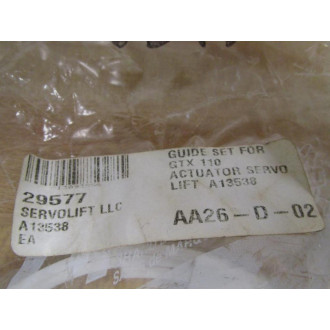 29577
SERVOLIFT LLC
A13538
EA
GUIDE SET FOR
GTX 110
ACTUATOR SERVO
LIFT A13538
AA26-D-02